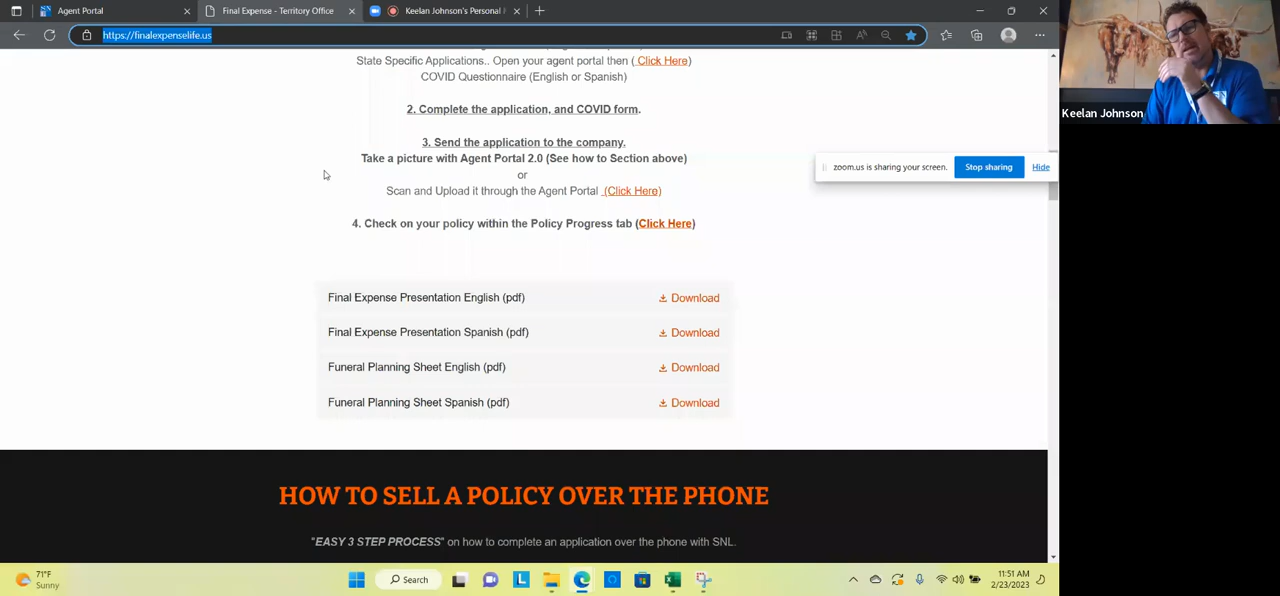 Agent Portal
Final Expense - Territory Office
Keelan Johnson's Personal
https://finalexpenselife.us
State Specific Applications.. Open your agent portal then ( Click Here)
COVID Questionnaire (English or Spanish)
2. Complete the application, and COVID form.
3. Send the application to the company.
Take a picture with Agent Portal 2.0 (See how to Section above)
or
Scan and Upload it through the Agent Portal (Click Here)
4. Check on your policy within the Policy Progress tab (Click Here)
zoom.us is sharing your screen. Stop sharing Hide
Keelan Johnson
Final Expense Presentation English (pdf) Download
Final Expense Presentation Spanish (pdf) Download
Funeral Planning Sheet English (pdf) Download
Funeral Planning Sheet Spanish (pdf) Download
HOW TO SELL A POLICY OVER THE PHONE
"EASY 3 STEP PROCESS" on how to complete an application over the phone with SNL.
71°F
Sunny
Search
11:51 AM
2/23/2023